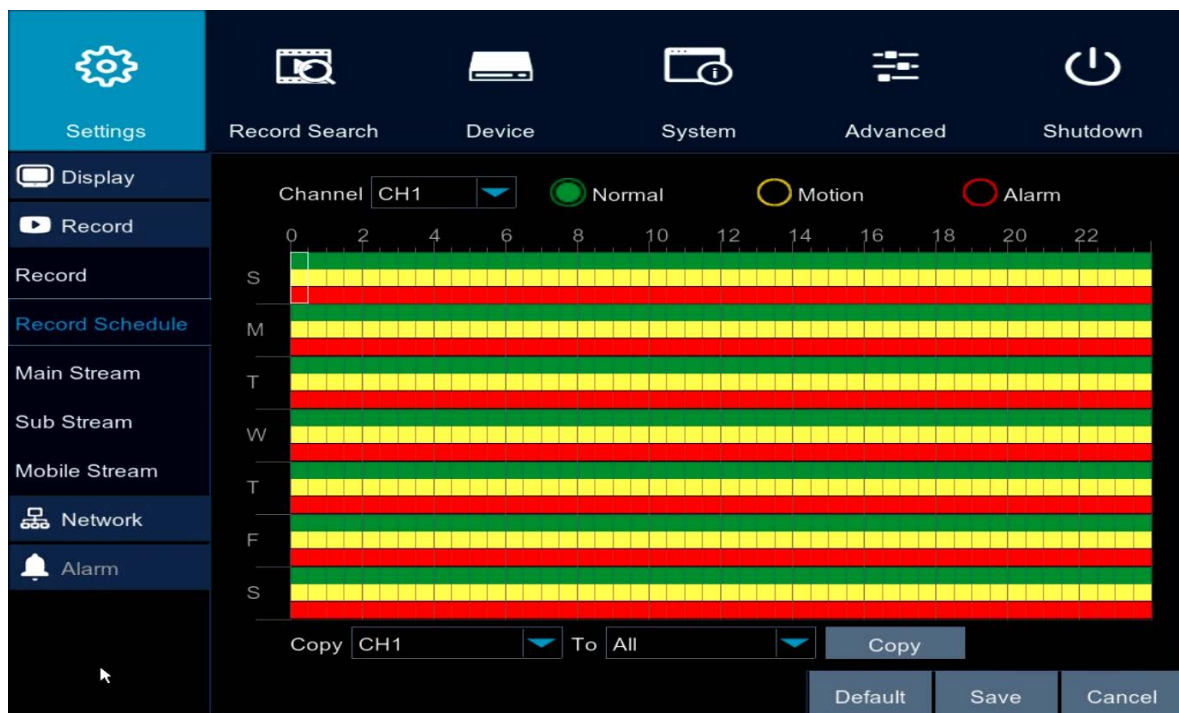 Settings Record Search Device System Advanced Shutdown
Display
Channel CH1 Normal Motion Alarm
Record
0 2 4 6 8 10 12 14 16 18 20 22
Record
S
Record Schedule
M
Main Stream
T
Sub Stream
W
Mobile Stream
T
Network
F
Alarm
S
Copy CH1 To All Copy
Default Save Cancel